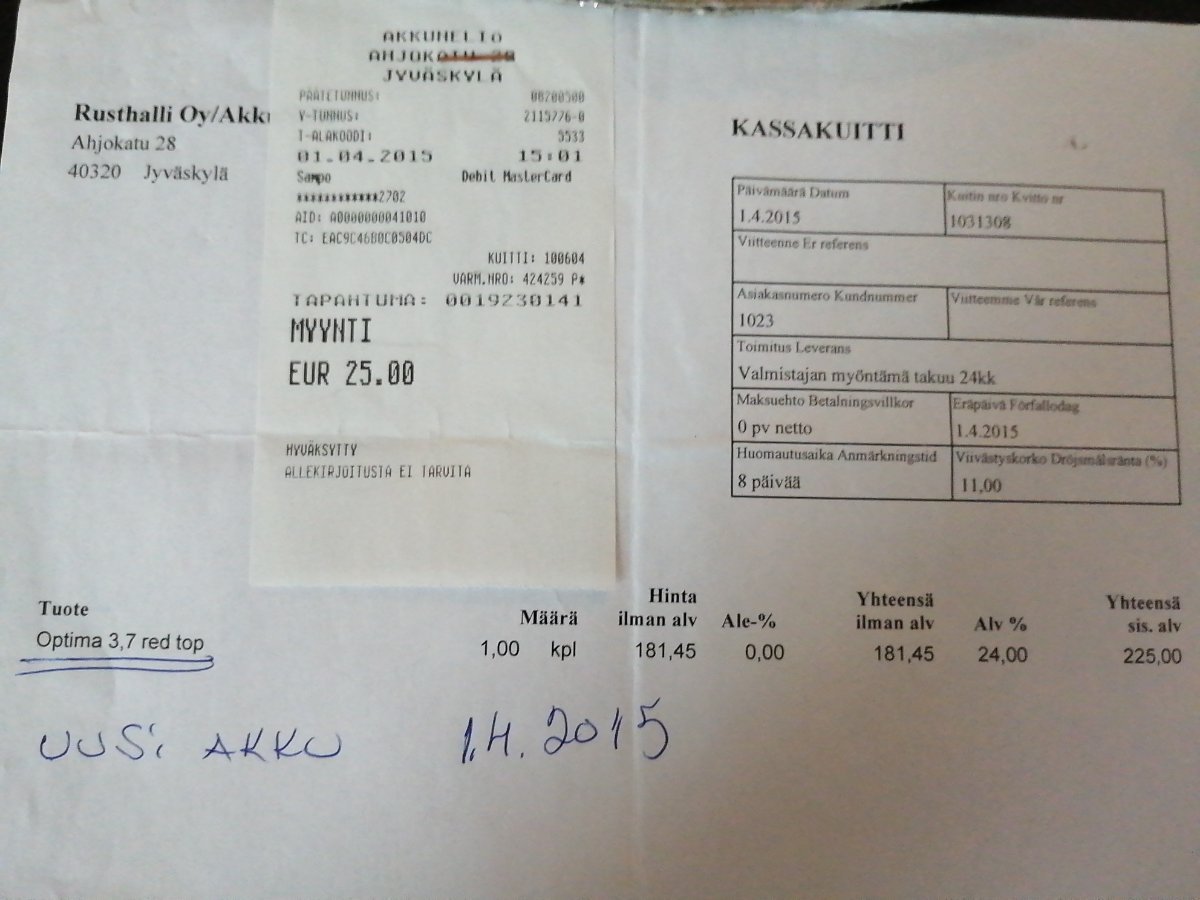 AKKUHELIO
AHJOKATU 28
JYVÄSKYLÄ
PÄÄTETUNNUS: 08200500
Y-TUNNUS: 2115776-0
T-ALAKOODI: 5533
01.04.2015 15:01
Sampo Debit MasterCard
************2702
AID: A0000000041010
TC: EAC9C46B0C0504DC
KUITTI: 100604
VARM.NRO: 424259 P*
TAPAHTUMA: 0019230141
MYYNTI
EUR 25.00
HYVÄKSYTTY
ALLEKIRJOITUSTA EI TARVITA
Rusthalli Oy/Akku
Ahjokatu 28
40320 Jyväskylä
KASSAKUITTI
Päivämäärä Datum Kuitin nro Kvitto nr
1.4.2015 1031308
Viitteenne Er referens
Asiakasnumero Kundnummer Viitteemme Vår referens
1023
Toimitus Leverans
Valmistajan myöntämä takuu 24kk
Maksuehto Betalningsvillkor Eräpäivä Förfallodag
0 pv netto 1.4.2015
Huomautusaika Anmärkningstid Viivästyskorko Dröjsmålsränta (%)
8 päivää 11,00
Tuote Määrä Hinta ilman alv Ale-% Yhteensä ilman alv Alv % Yhteensä sis. alv
Optima 3,7 red top 1,00 kpl 181,45 0,00 181,45 24,00 225,00
UUSi AKKU 1.4.2015